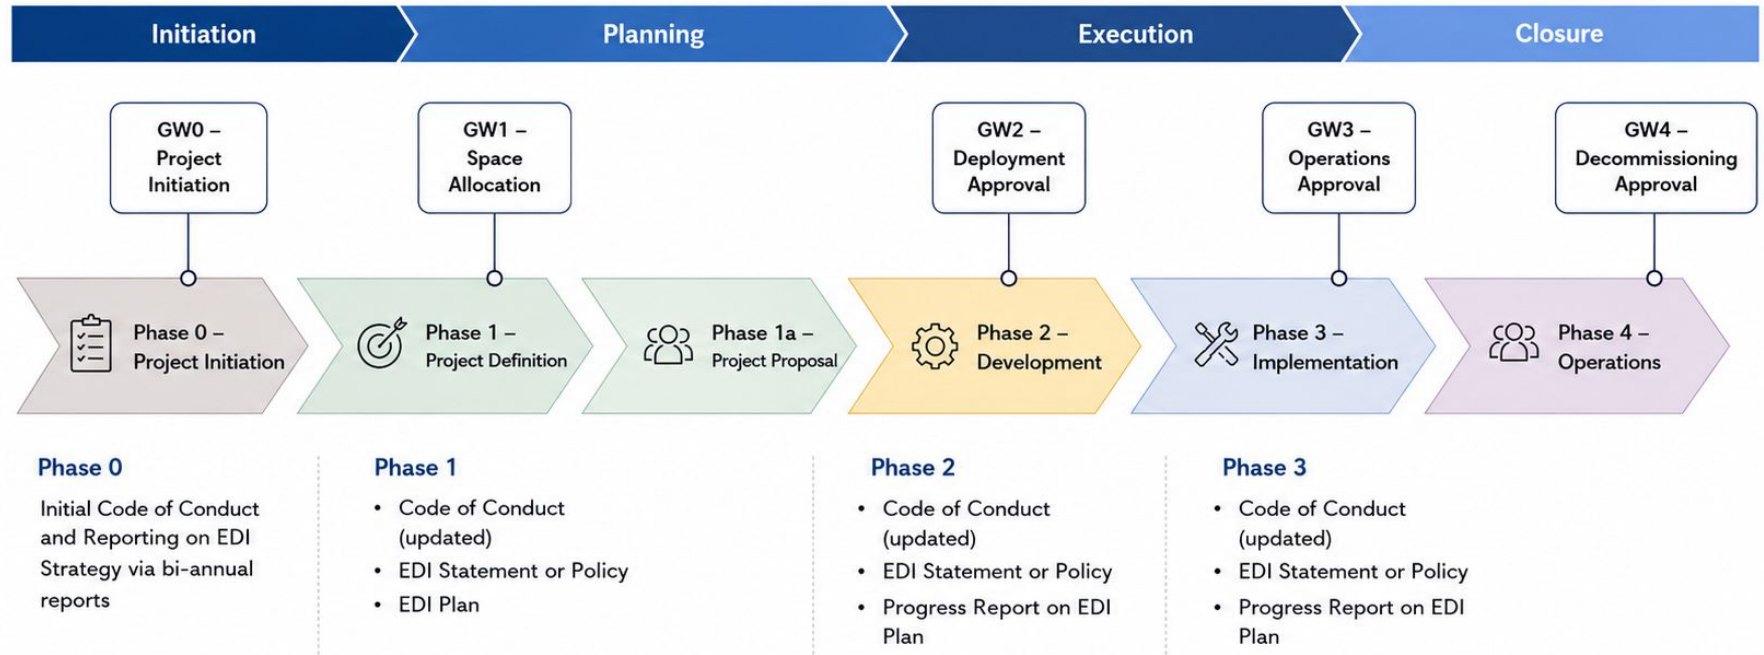 Initiation
Planning
Execution
Closure
GW0 –
Project
Initiation
GW1 –
Space
Allocation
GW2 –
Deployment
Approval
GW3 –
Operations
Approval
GW4 –
Decommissioning
Approval
Phase 0 –
Project Initiation
Phase 1 –
Project Definition
Phase 1a –
Project Proposal
Phase 2 –
Development
Phase 3 –
Implementation
Phase 4 –
Operations
Phase 0
Initial Code of Conduct
and Reporting on EDI
Strategy via bi-annual
reports
Phase 1
• Code of Conduct
(updated)
• EDI Statement or Policy
• EDI Plan
Phase 2
• Code of Conduct
(updated)
• EDI Statement or Policy
• Progress Report on EDI
Plan
Phase 3
• Code of Conduct
(updated)
• EDI Statement or Policy
• Progress Report on EDI
Plan